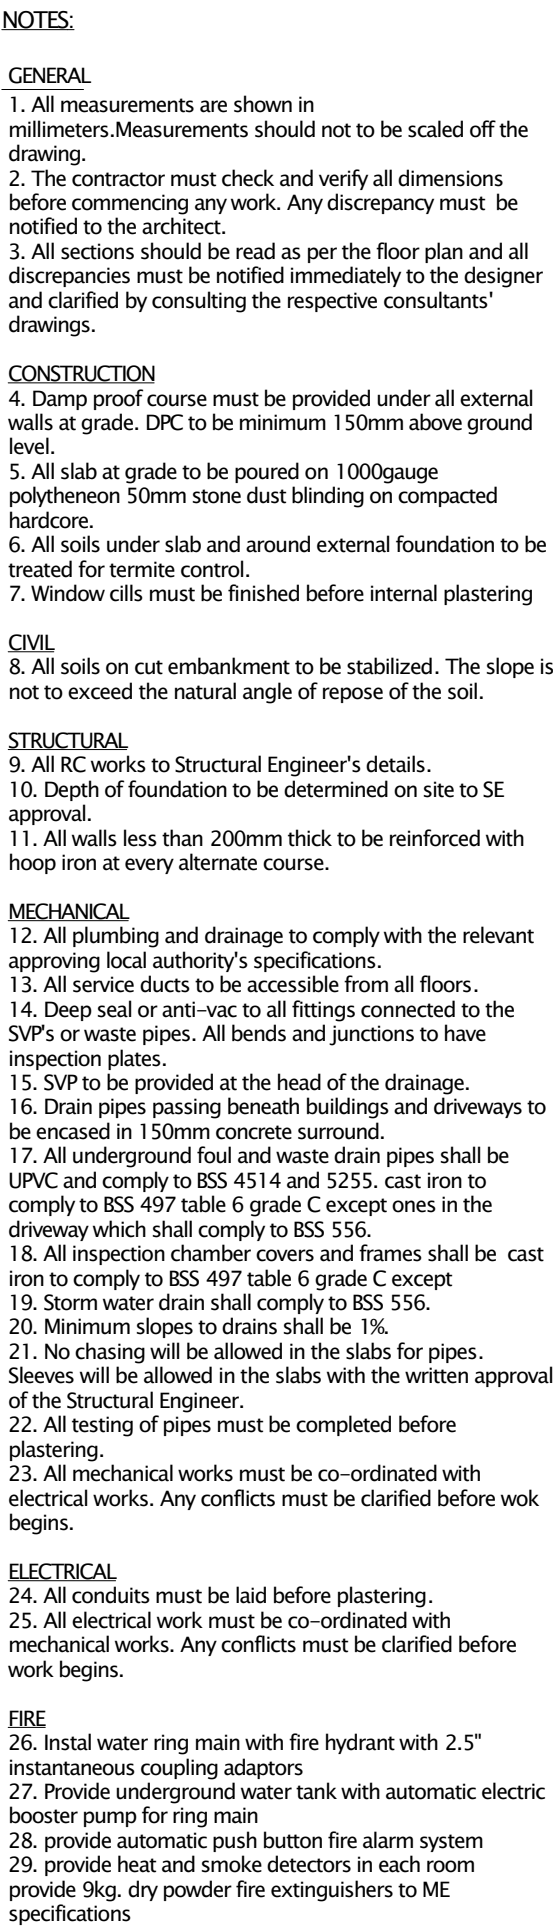 NOTES:
GENERAL
1. All measurements are shown in
millimeters.Measurements should not to be scaled off the
drawing.
2. The contractor must check and verify all dimensions
before commencing any work. Any discrepancy must  be
notified to the architect.
3. All sections should be read as per the floor plan and all
discrepancies must be notified immediately to the designer
and clarified by consulting the respective consultants'
drawings.
CONSTRUCTION
4. Damp proof course must be provided under all external
walls at grade. DPC to be minimum 150mm above ground
level.
5. All slab at grade to be poured on 1000gauge
polytheneon 50mm stone dust blinding on compacted
hardcore.
6. All soils under slab and around external foundation to be
treated for termite control.
7. Window cills must be finished before internal plastering
CIVIL
8. All soils on cut embankment to be stabilized. The slope is
not to exceed the natural angle of repose of the soil.
STRUCTURAL
9. All RC works to Structural Engineer's details.
10. Depth of foundation to be determined on site to SE
approval.
11. All walls less than 200mm thick to be reinforced with
hoop iron at every alternate course.
MECHANICAL
12. All plumbing and drainage to comply with the relevant
approving local authority's specifications.
13. All service ducts to be accessible from all floors.
14. Deep seal or anti-vac to all fittings connected to the
SVP's or waste pipes. All bends and junctions to have
inspection plates.
15. SVP to be provided at the head of the drainage.
16. Drain pipes passing beneath buildings and driveways to
be encased in 150mm concrete surround.
17. All underground foul and waste drain pipes shall be
UPVC and comply to BSS 4514 and 5255. cast iron to
comply to BSS 497 table 6 grade C except ones in the
driveway which shall comply to BSS 556.
18. All inspection chamber covers and frames shall be  cast
iron to comply to BSS 497 table 6 grade C except
19. Storm water drain shall comply to BSS 556.
20. Minimum slopes to drains shall be 1%.
21. No chasing will be allowed in the slabs for pipes.
Sleeves will be allowed in the slabs with the written approval
of the Structural Engineer.
22. All testing of pipes must be completed before
plastering.
23. All mechanical works must be co-ordinated with
electrical works. Any conflicts must be clarified before wok
begins.
ELECTRICAL
24. All conduits must be laid before plastering.
25. All electrical work must be co-ordinated with
mechanical works. Any conflicts must be clarified before
work begins.
FIRE
26. Instal water ring main with fire hydrant with 2.5"
instantaneous coupling adaptors
27. Provide underground water tank with automatic electric
booster pump for ring main
28. provide automatic push button fire alarm system
29. provide heat and smoke detectors in each room
provide 9kg. dry powder fire extinguishers to ME
specifications